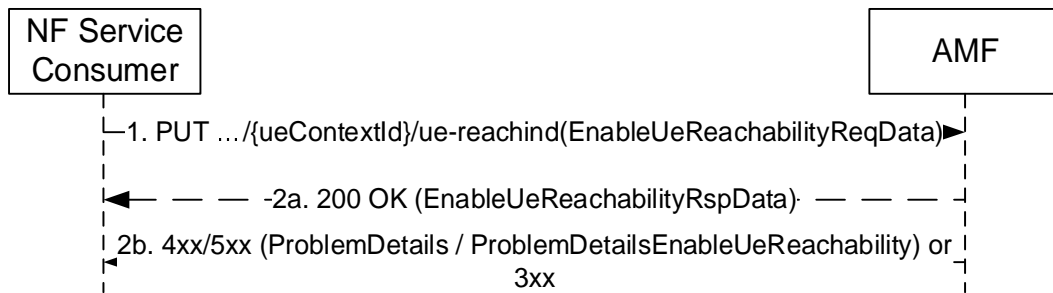 NF Service
Consumer
AMF
1. PUT .../{ueContextId}/ue-reachind(EnableUeReachabilityReqData)
2a. 200 OK (EnableUeReachabilityRspData)
2b. 4xx/5xx (ProblemDetails / ProblemDetailsEnableUeReachability) or
3xx